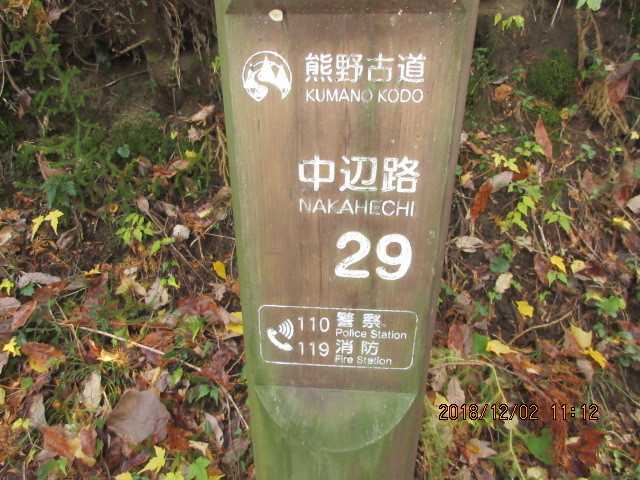 熊野古道
KUMANO KODO
中辺路
NAKAHECHI
29
110 警察 Police Station
119 消防 Fire Station
2018/12/02 11:12